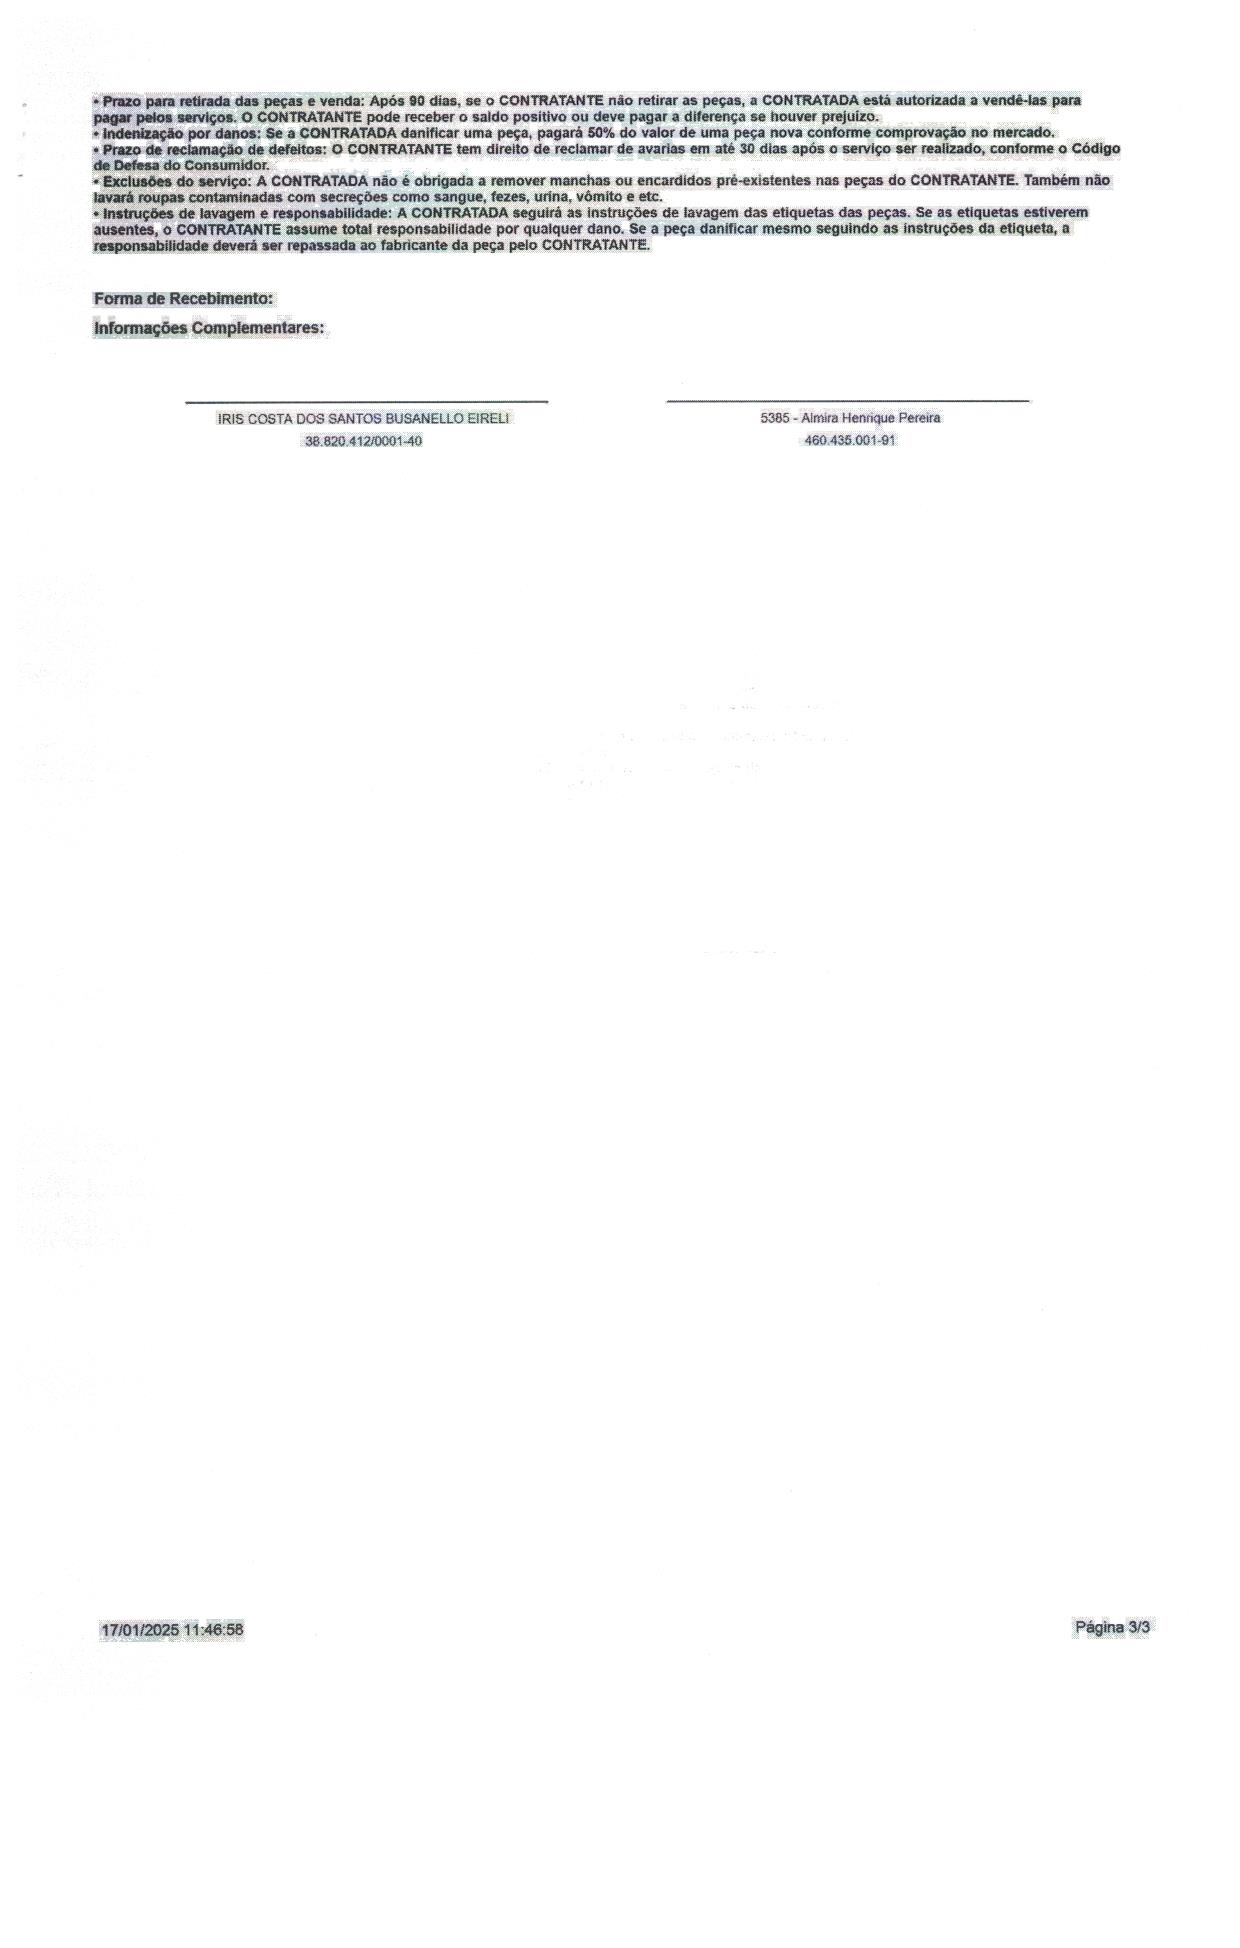 • Prazo para retirada das peças e venda: Após 90 dias, se o CONTRATANTE não retirar as peças, a CONTRATADA está autorizada a vendê-las para
pagar pelos serviços. O CONTRATANTE pode receber o saldo positivo ou deve pagar a diferença se houver prejuízo.
• Indenização por danos: Se a CONTRATADA danificar uma peça, pagará 50% do valor de uma peça nova conforme comprovação no mercado.
• Prazo de reclamação de defeitos: O CONTRATANTE tem direito de reclamar de avarias em até 30 dias após o serviço ser realizado, conforme o Código
de Defesa do Consumidor.
• Exclusões do serviço: A CONTRATADA não é obrigada a remover manchas ou encardidos pré-existentes nas peças do CONTRATANTE. Também não
lavará roupas contaminadas com secreções como sangue, fezes, urina, vômito e etc.
• Instruções de lavagem e responsabilidade: A CONTRATADA seguirá as instruções de lavagem das etiquetas das peças. Se as etiquetas estiverem
ausentes, o CONTRATANTE assume total responsabilidade por qualquer dano. Se a peça danificar mesmo seguindo as instruções da etiqueta, a
responsabilidade deverá ser repassada ao fabricante da peça pelo CONTRATANTE.
Forma de Recebimento:
Informações Complementares:
IRIS COSTA DOS SANTOS BUSANELLO EIRELI
38.820.412/0001-40
5385 - Almira Henrique Pereira
460.435.001-91
17/01/2025 11:46:58
Página 3/3